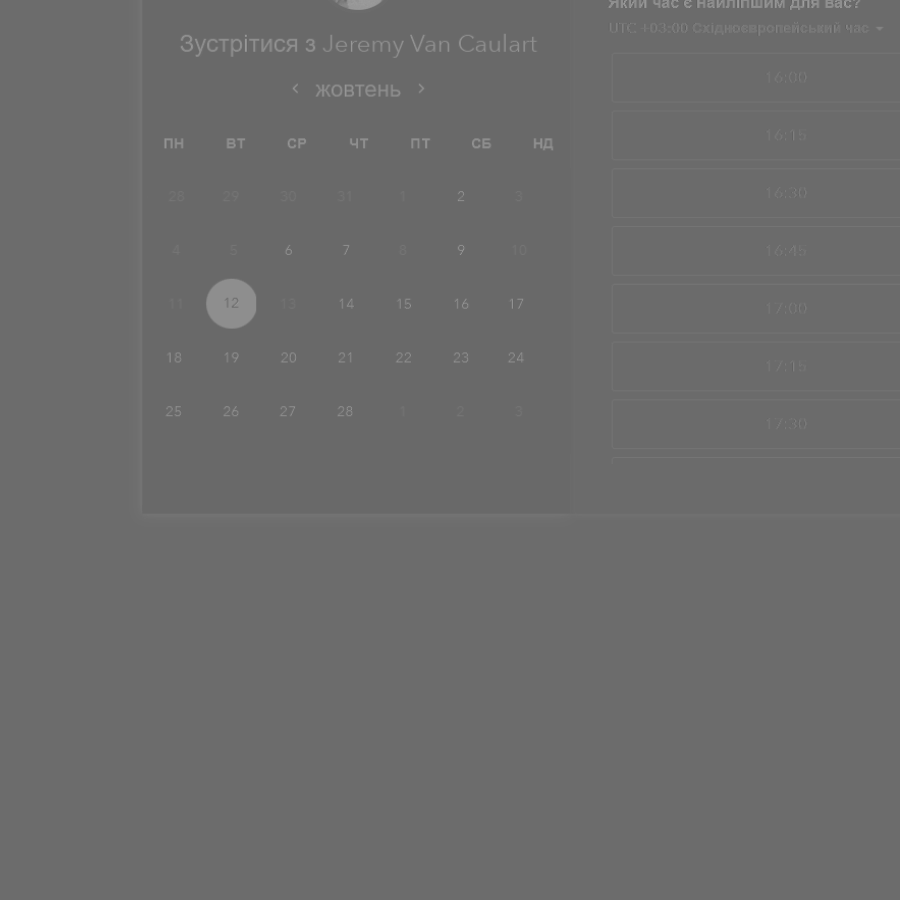 Зустрітися з Jeremy Van Caulart
жовтень
ПН ВТ СР ЧТ ПТ СБ НД
28 29 30 31 1 2 3
4 5 6 7 8 9 10
11 12 13 14 15 16 17
18 19 20 21 22 23 24
25 26 27 28 1 2 3
Який час є найліпшим для вас?
UTC +03:00 Східноєвропейський час
16:00
16:15
16:30
16:45
17:00
17:15
17:30